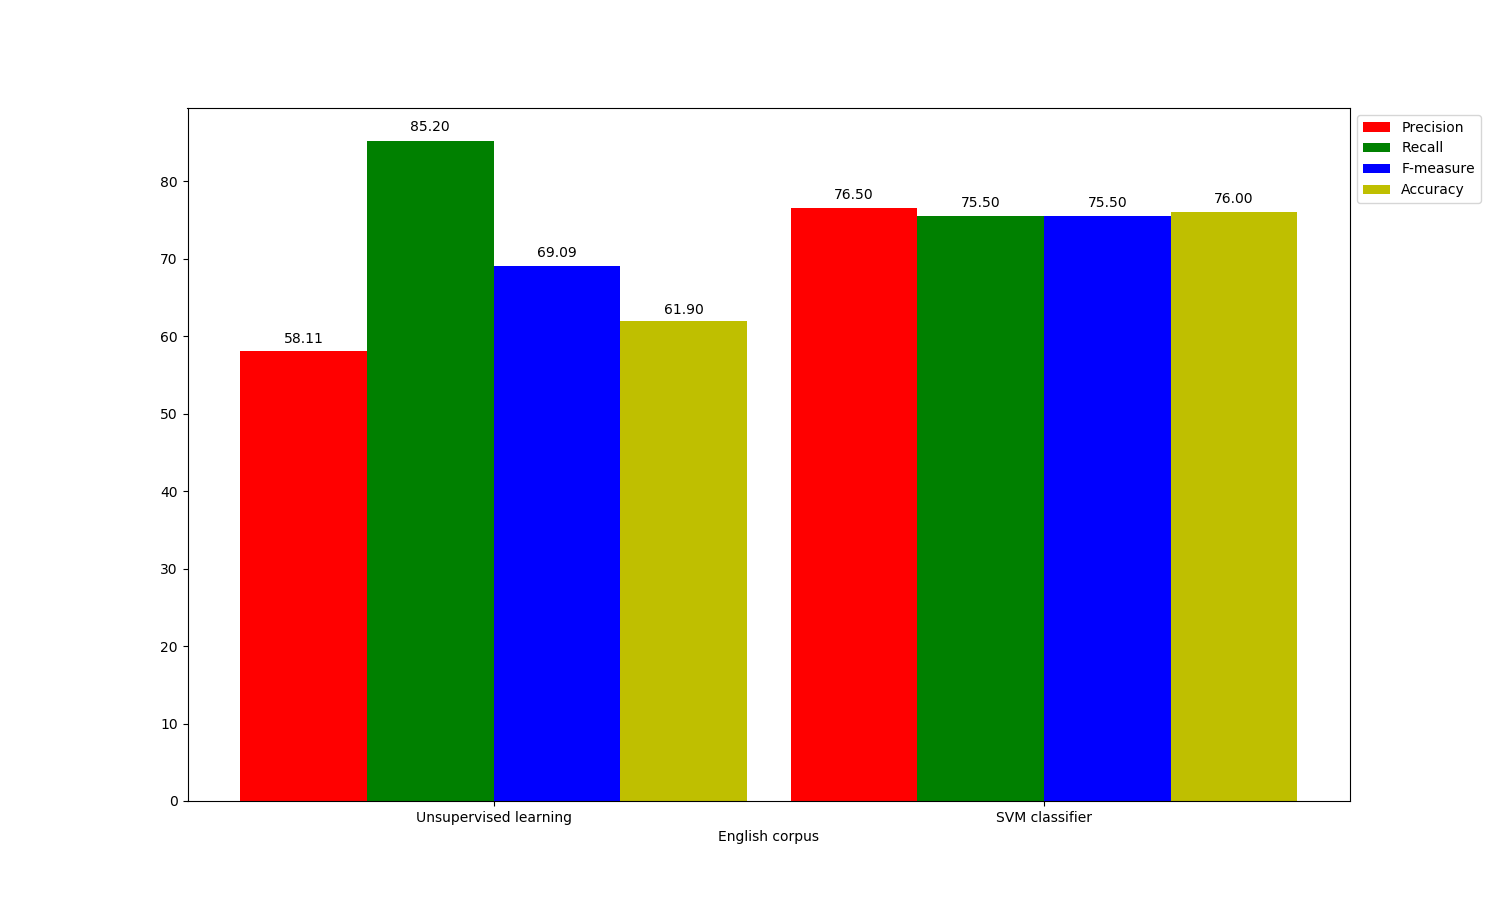 Precision
Recall
F-measure
Accuracy
85.20
76.50
75.50
75.50
76.00
69.09
61.90
58.11
80
70
60
50
40
30
20
10
0
Unsupervised learning
SVM classifier
English corpus